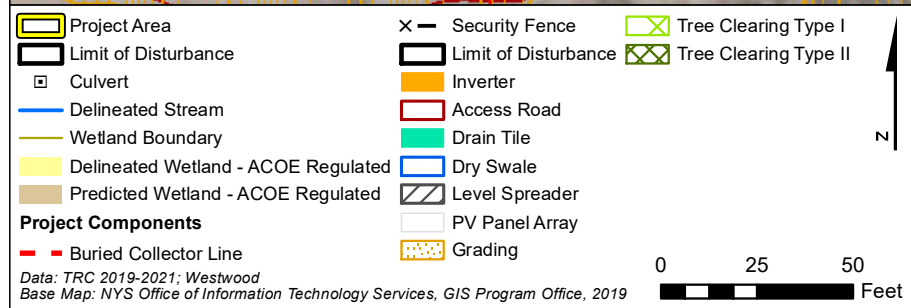 Project Area
Limit of Disturbance
Culvert
Delineated Stream
Wetland Boundary
Delineated Wetland - ACOE Regulated
Predicted Wetland - ACOE Regulated
Project Components
Buried Collector Line
Security Fence
Limit of Disturbance
Inverter
Access Road
Drain Tile
Dry Swale
Level Spreader
PV Panel Array
Grading
Tree Clearing Type I
Tree Clearing Type II
N
Data: TRC 2019-2021; Westwood
Base Map: NYS Office of Information Technology Services, GIS Program Office, 2019
0 25 50
Feet